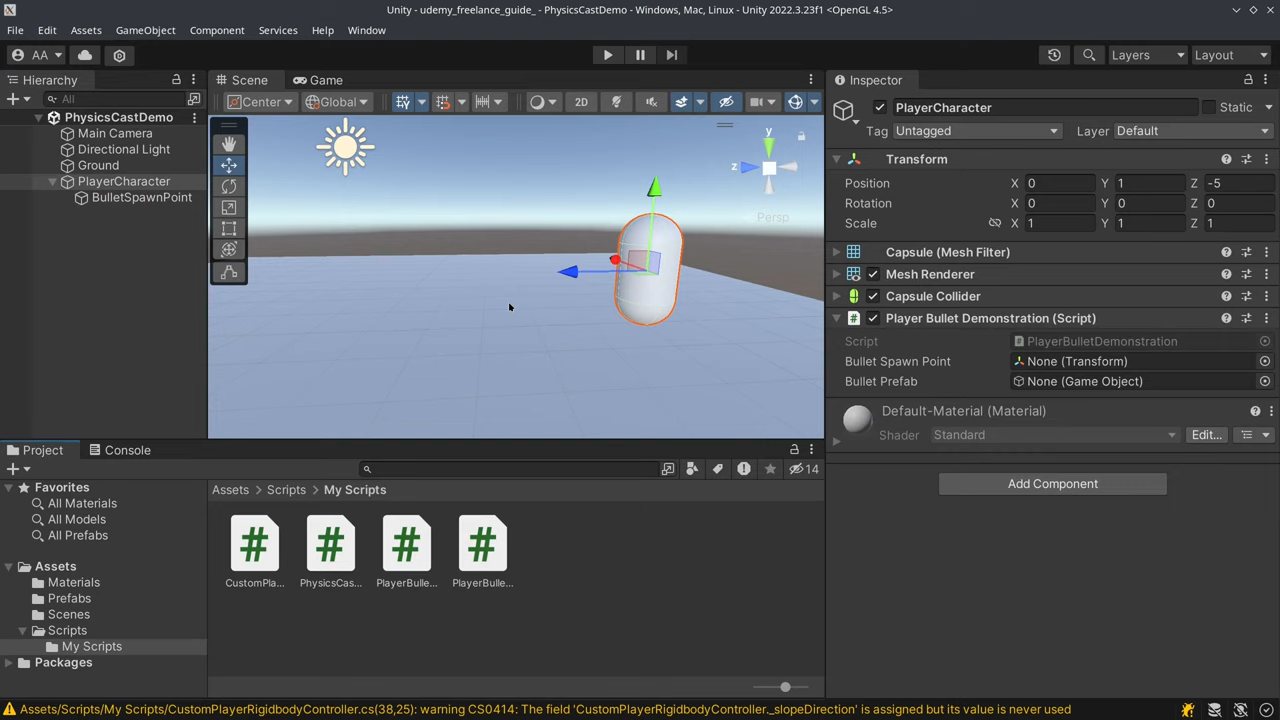 Unity - udemy_freelance_guide_ - PhysicsCastDemo - Windows, Mac, Linux - Unity 2022.3.23f1 <OpenGL 4.5>
File Edit Assets GameObject Component Services Help Window
AA Layers Layout
Hierarchy Scene Game Inspector
All Center Global 2D PlayerCharacter Static
PhysicsCastDemo Tag Untagged Layer Default
Main Camera
Directional Light y Transform
Ground z
PlayerCharacter Position X 0 Y 1 Z -5
BulletSpawnPoint Rotation X 0 Y 0 Z 0
Persp Scale X 1 Y 1 Z 1
Capsule (Mesh Filter)
Mesh Renderer
Capsule Collider
# Player Bullet Demonstration (Script)
Script PlayerBulletDemonstration
Bullet Spawn Point None (Transform)
Bullet Prefab None (Game Object)
Default-Material (Material)
Shader Standard Edit...
Add Component
Project Console
14
Favorites Assets > Scripts > My Scripts
All Materials
All Models
All Prefabs
# # # #
Assets
Materials CustomPla... PhysicsCas... PlayerBulle... PlayerBulle...
Prefabs
Scenes
Scripts
My Scripts
Packages
Assets/Scripts/My Scripts/CustomPlayerRigidbodyController.cs(38,25): warning CS0414: The field 'CustomPlayerRigidbodyController._slopeDirection' is assigned but its value is never used